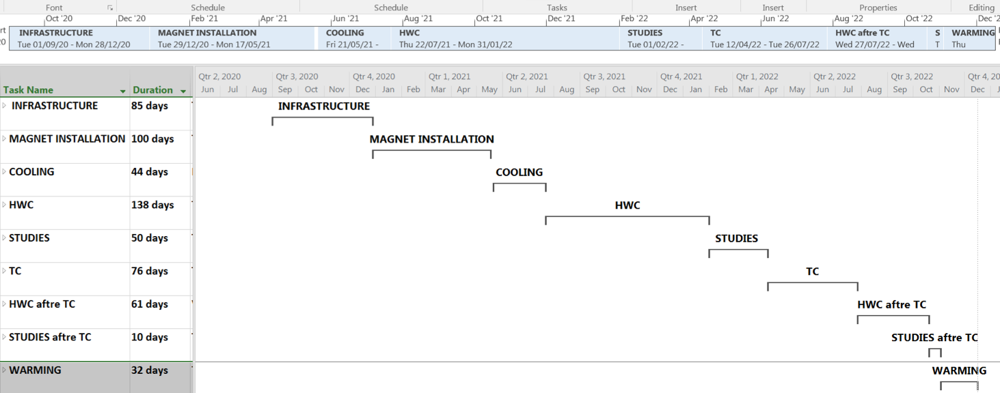 Font Schedule Schedule Tasks Insert Insert Properties Editing
Oct '20 Dec '20 Feb '21 Apr '21 Jun '21 Aug '21 Oct '21 Dec '21 Feb '22 Apr '22 Jun '22 Aug '22 Oct '22 Dec '2
rt INFRASTRUCTURE MAGNET INSTALLATION COOLING HWC STUDIES TC HWC aftre TC S WARMING
0 Tue 01/09/20 - Mon 28/12/20 Tue 29/12/20 - Mon 17/05/21 Fri 21/05/21 - Thu 22/07/21 - Mon 31/01/22 Tue 01/02/22 - Tue 12/04/22 - Tue 26/07/22 Wed 27/07/22 - Wed T Thu
Qtr 2, 2020 Qtr 3, 2020 Qtr 4, 2020 Qtr 1, 2021 Qtr 2, 2021 Qtr 3, 2021 Qtr 4, 2021 Qtr 1, 2022 Qtr 2, 2022 Qtr 3, 2022 Qtr 4, 20
Task Name Duration Jun Jul Aug Sep Oct Nov Dec Jan Feb Mar Apr May Jun Jul Aug Sep Oct Nov Dec Jan Feb Mar Apr May Jun Jul Aug Sep Oct Nov Dec
INFRASTRUCTURE 85 days INFRASTRUCTURE
MAGNET INSTALLATION 100 days MAGNET INSTALLATION
COOLING 44 days COOLING
HWC 138 days HWC
STUDIES 50 days STUDIES
TC 76 days TC
HWC aftre TC 61 days HWC aftre TC
STUDIES aftre TC 10 days STUDIES aftre TC
WARMING 32 days WARMING